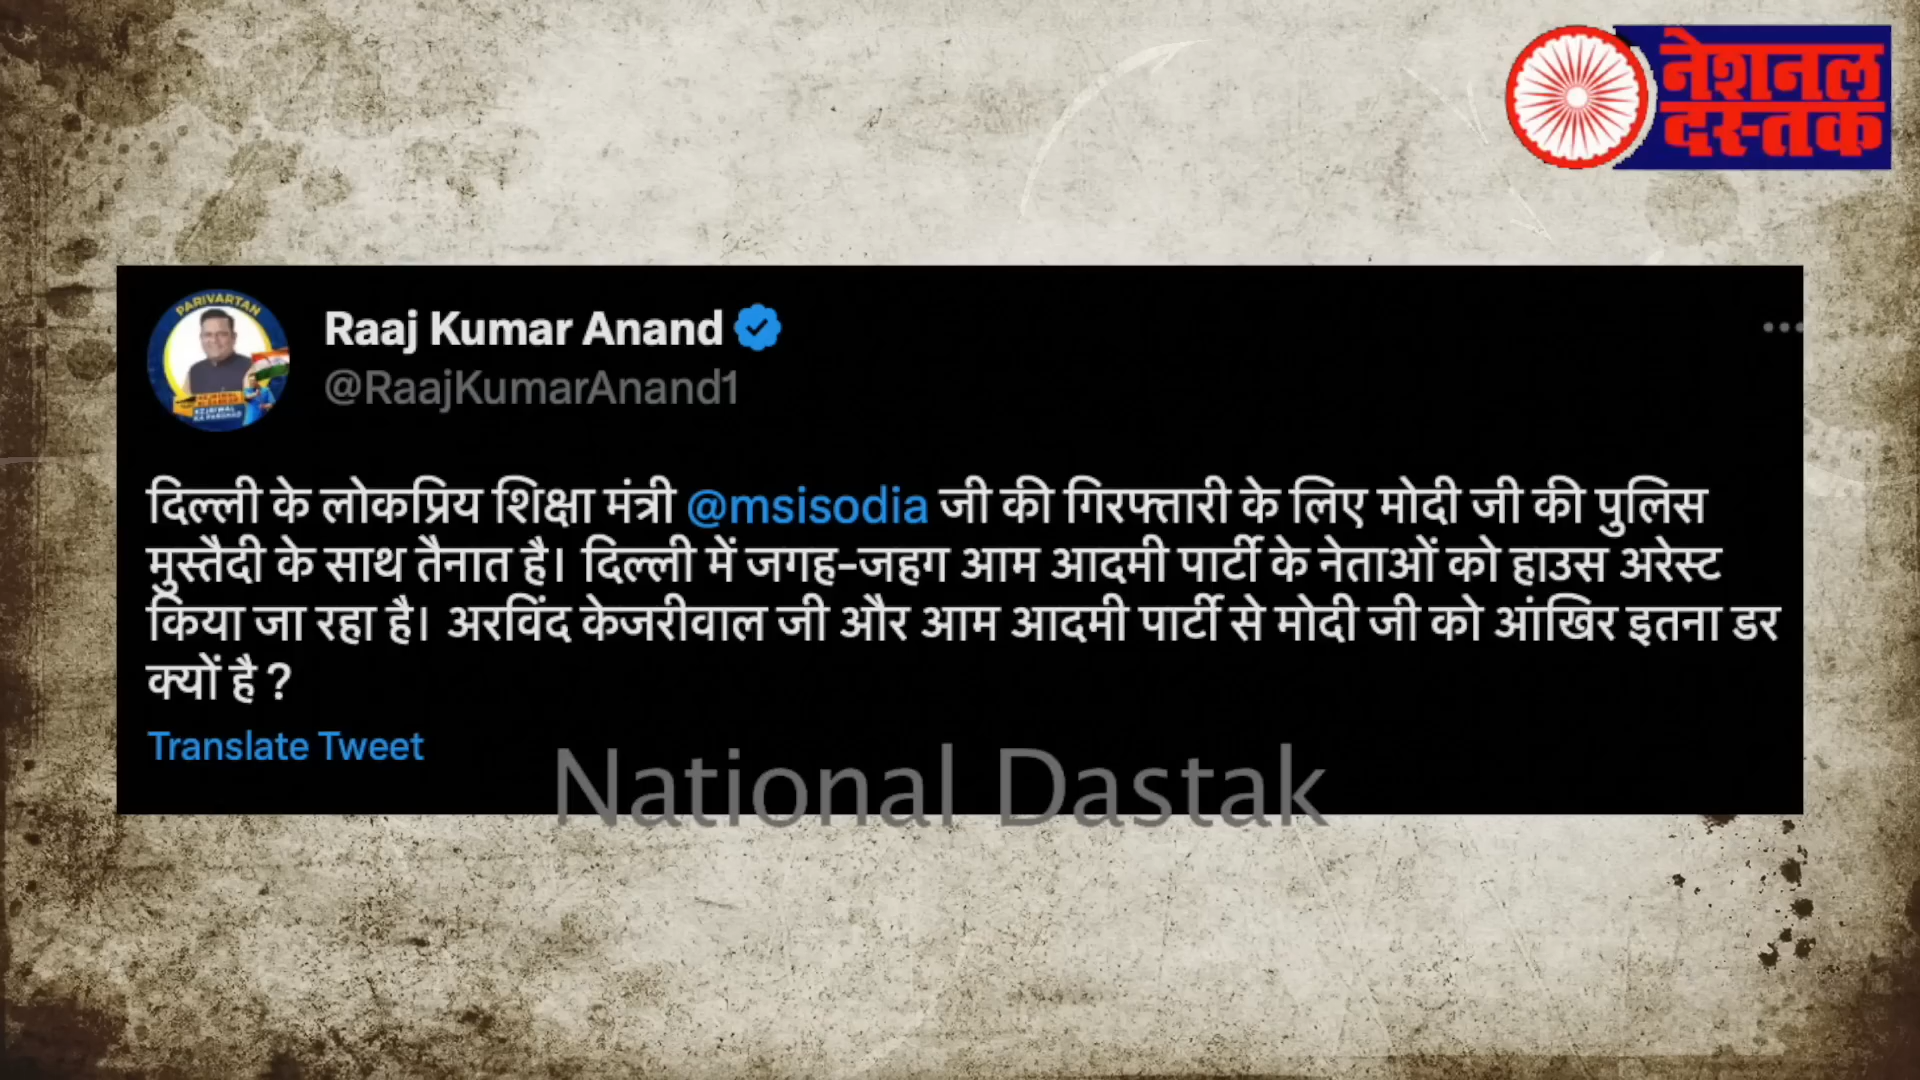 नेशनल
दस्तक
PARIVARTAN
Raaj Kumar Anand
@RaajKumarAnand1
दिल्ली के लोकप्रिय शिक्षा मंत्री @msisodia जी की गिरफ्तारी के लिए मोदी जी की पुलिस
मुस्तैदी के साथ तैनात है। दिल्ली में जगह-जहग आम आदमी पार्टी के नेताओं को हाउस अरेस्ट
किया जा रहा है। अरविंद केजरीवाल जी और आम आदमी पार्टी से मोदी जी को आंखिर इतना डर
क्यों है ?
Translate Tweet
National Dastak